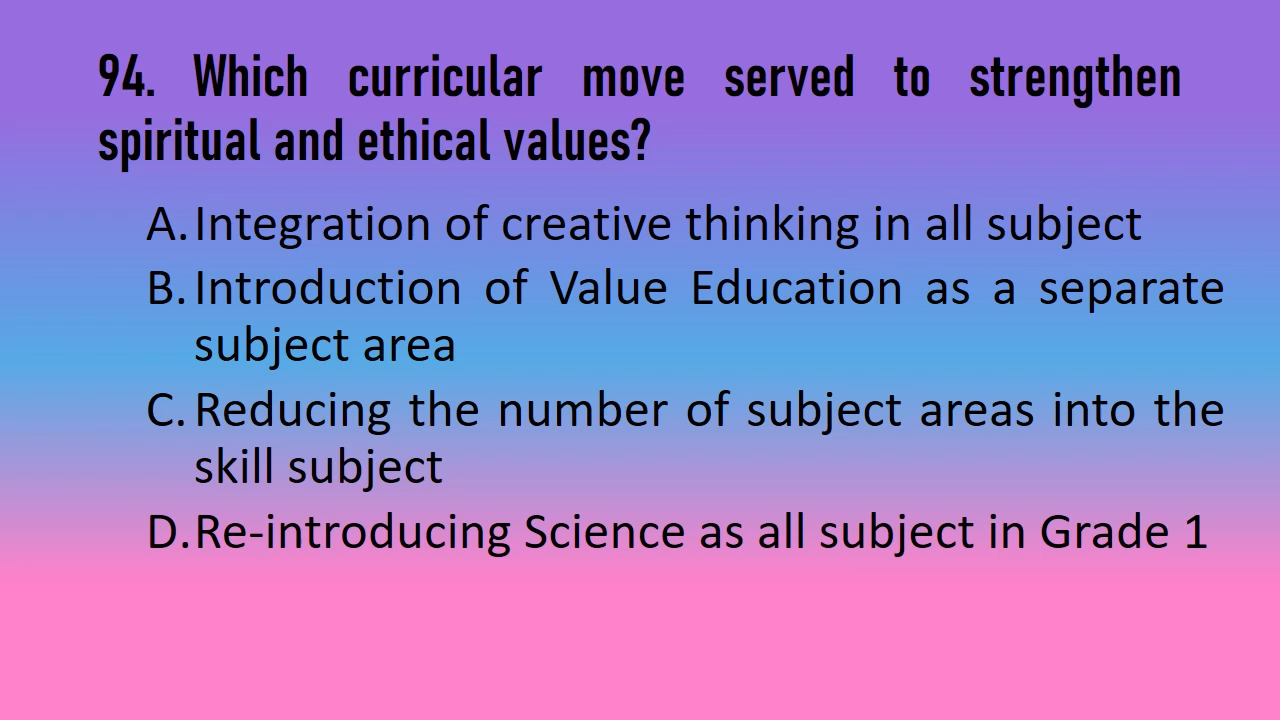 94. Which curricular move served to strengthen
spiritual and ethical values?
A. Integration of creative thinking in all subject
B. Introduction of Value Education as a separate
subject area
C. Reducing the number of subject areas into the
skill subject
D. Re-introducing Science as all subject in Grade 1